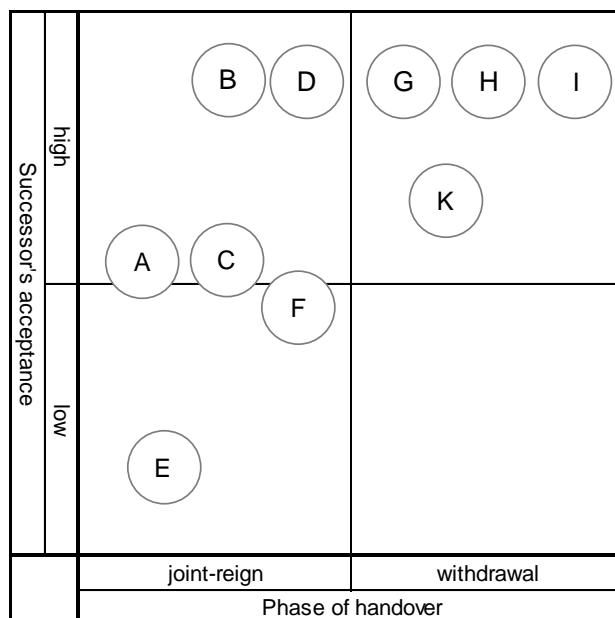 B
D
G
H
I
high
K
Successor's acceptance
A
C
F
low
E
joint-reign
withdrawal
Phase of handover